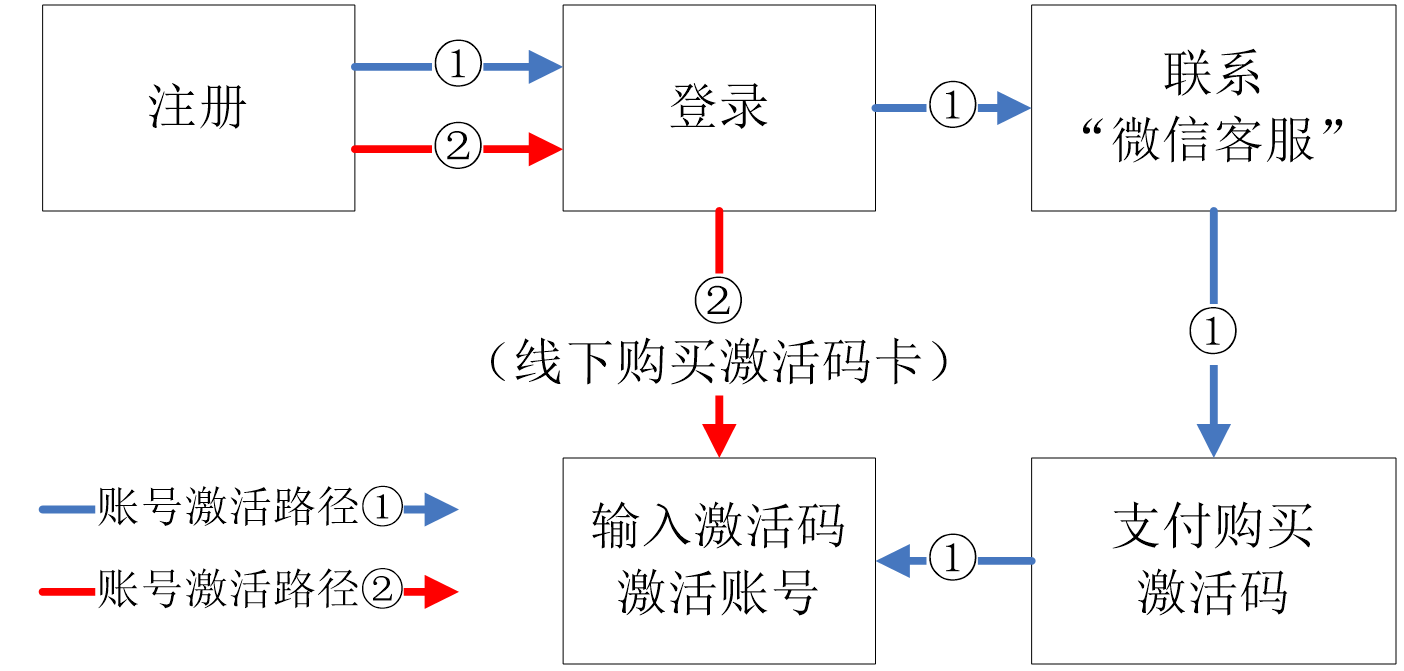 注册
①
②
登录
①
联系
“微信客服”
②
（线下购买激活码卡）
①
账号激活路径①
账号激活路径②
输入激活码
激活账号
①
支付购买
激活码